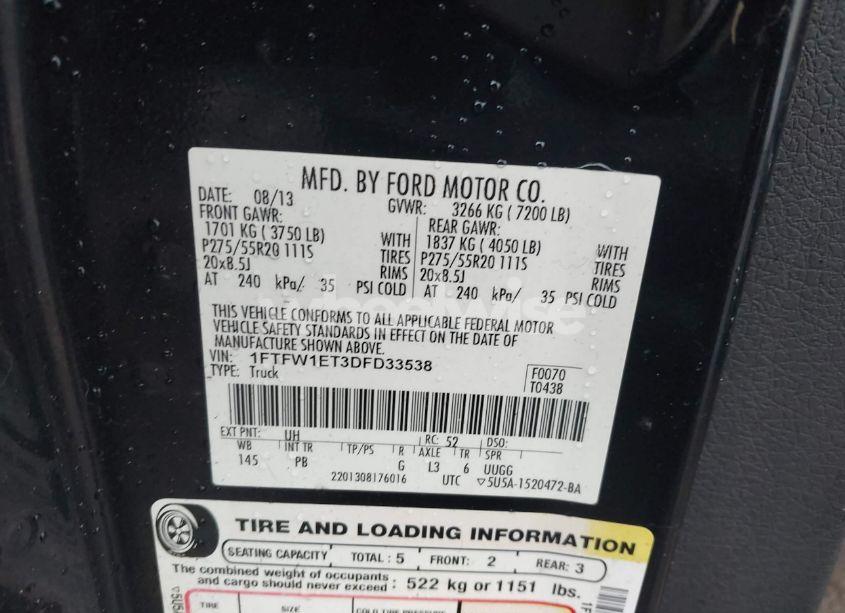 MFD. BY FORD MOTOR CO.
DATE: 08/13 GVWR: 3266 KG ( 7200 LB)
FRONT GAWR: REAR GAWR:
1701 KG ( 3750 LB) WITH 1837 KG ( 4050 LB) WITH
P275/55R20 111S TIRES P275/55R20 111S TIRES
20x8.5J RIMS 20x8.5J RIMS
AT 240 kPa/ 35 PSI COLD AT 240 kPa/ 35 PSI COLD
THIS VEHICLE CONFORMS TO ALL APPLICABLE FEDERAL MOTOR
VEHICLE SAFETY STANDARDS IN EFFECT ON THE DATE OF
MANUFACTURE SHOWN ABOVE.
VIN: 1FTFW1ET3DFD33538 F0070
TYPE: Truck T0438
EXT PNT: UH RC: 52 DSO:
WB INT TR TP/PS R AXLE TR SPR
145 PB G L3 6 UUGG
2201308176016 UTC ▽5U5A-1520472-BA
TIRE AND LOADING INFORMATION
SEATING CAPACITY TOTAL : 5 FRONT: 2 REAR: 3
The combined weight of occupants
and cargo should never exceed : 522 kg or 1151 lbs.
TIRE SIZE COLD TIRE PRESSURE